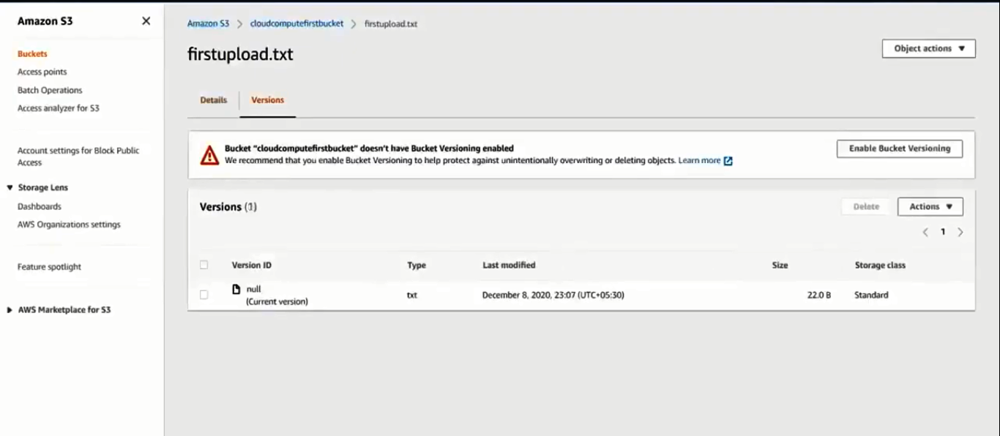 Amazon S3
Buckets
Access points
Batch Operations
Access analyzer for S3
Account settings for Block Public
Access
Storage Lens
Dashboards
AWS Organizations settings
Feature spotlight
AWS Marketplace for S3
Amazon S3 > cloudcomputefirstbucket > firstupload.txt
firstupload.txt
Object actions
Details
Versions
Bucket "cloudcomputefirstbucket" doesn't have Bucket Versioning enabled
We recommend that you enable Bucket Versioning to help protect against unintentionally overwriting or deleting objects. Learn more
Enable Bucket Versioning
Versions (1)
Delete
Actions
< 1 >
Version ID Type Last modified Size Storage class
null
(Current version)
txt December 8, 2020, 23:07 (UTC+05:30) 22.0 B Standard